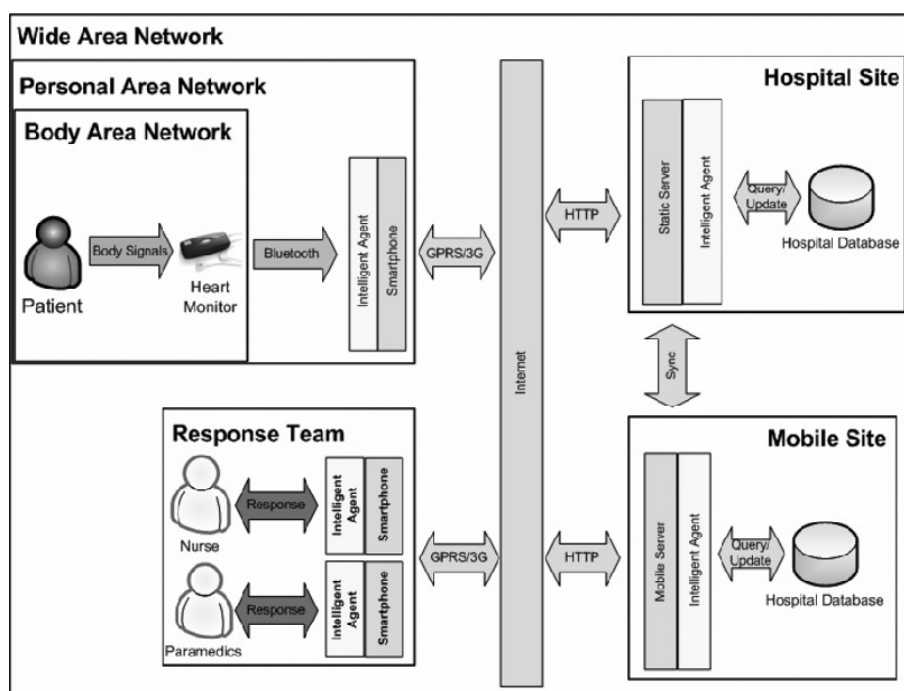 Wide Area Network
Personal Area Network
Body Area Network
Patient
Body Signals
Heart
Monitor
Bluetooth
Intelligent Agent
Smartphone
GPRS/3G
Internet
HTTP
Hospital Site
Static Server
Intelligent Agent
Query/
Update
Hospital Database
Sync
Response Team
Nurse
Response
Intelligent
Agent
Smartphone
Paramedics
Response
Intelligent
Agent
Smartphone
GPRS/3G
HTTP
Mobile Site
Mobile Server
Intelligent Agent
Query/
Update
Hospital Database